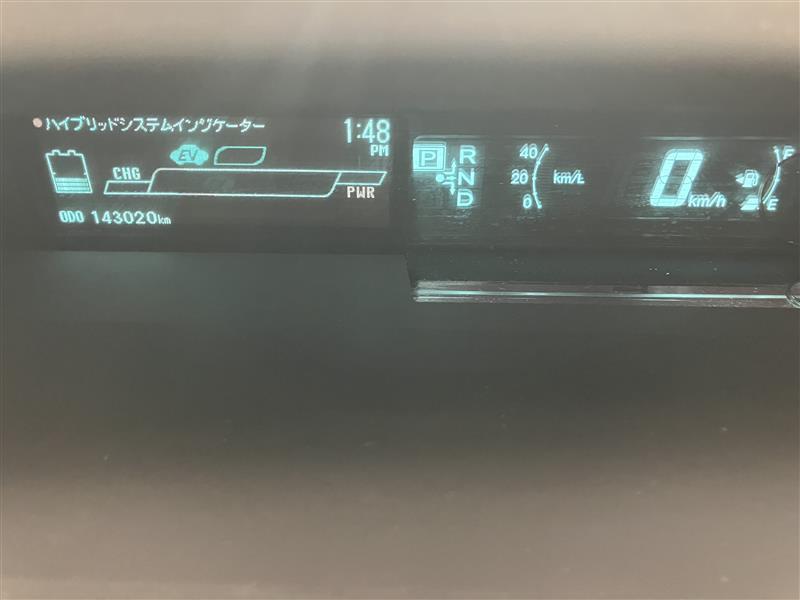 ハイブリッドシステムインジケーター
1:48
PM
EV
CHG
PWR
ODO 143020km
P
R
N
D
40
20
0
km/L
0
km/h
F
E